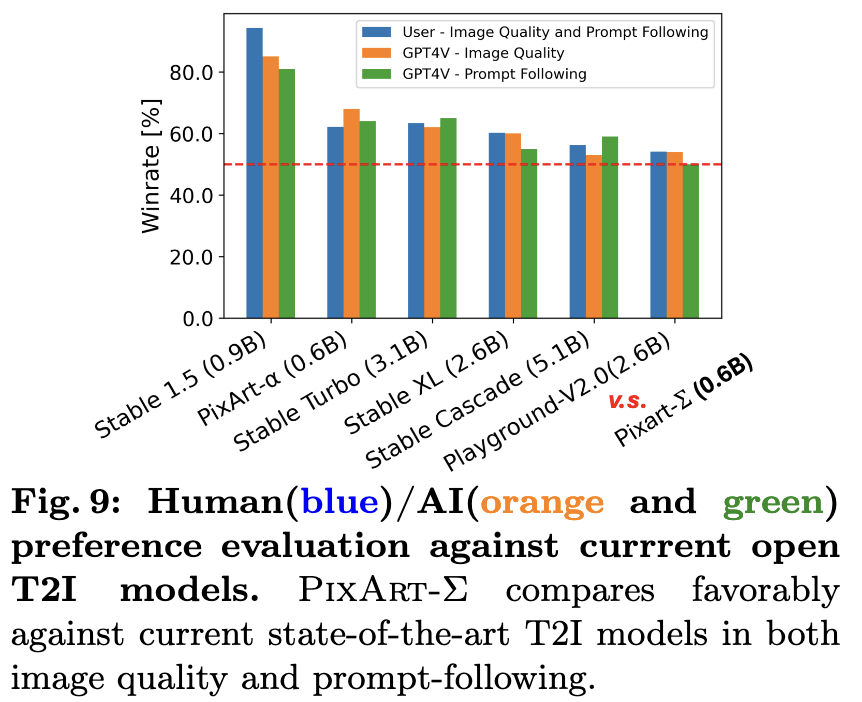 User - Image Quality and Prompt Following
GPT4V - Image Quality
GPT4V - Prompt Following
Winrate [%]
80.0
60.0
40.0
20.0
0.0
Stable 1.5 (0.9B)
PixArt-α (0.6B)
Stable Turbo (3.1B)
Stable XL (2.6B)
Stable Cascade (5.1B)
Playground-V2.0(2.6B)
v.s.
Pixart-Σ (0.6B)
Fig. 9: Human(blue)/AI(orange and green)
preference evaluation against currrent open
T2I models. PixArt-Σ compares favorably
against current state-of-the-art T2I models in both
image quality and prompt-following.